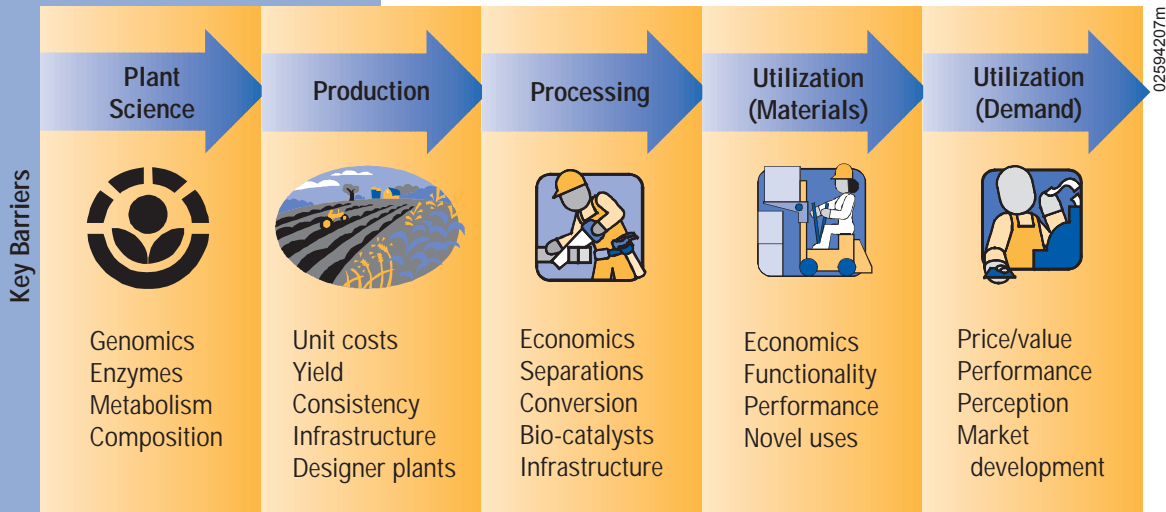 Key Barriers
Plant
Science
Genomics
Enzymes
Metabolism
Composition
Production
Unit costs
Yield
Consistency
Infrastructure
Designer plants
Processing
Economics
Separations
Conversion
Bio-catalysts
Infrastructure
Utilization
(Materials)
Economics
Functionality
Performance
Novel uses
Utilization
(Demand)
Price/value
Performance
Perception
Market
development
02594207m